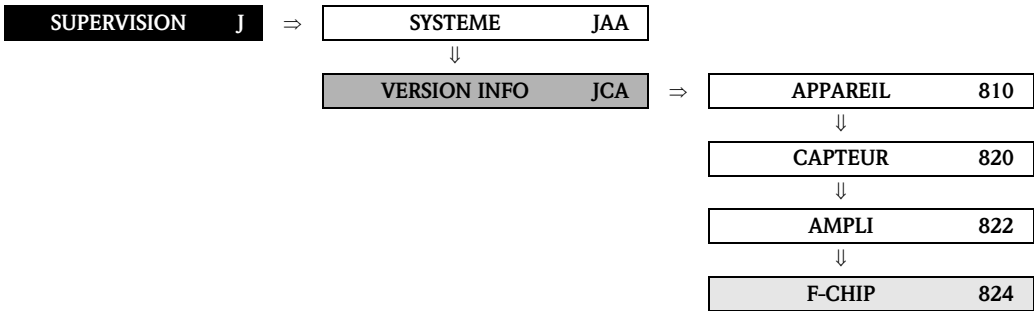 SUPERVISION J ⇒ SYSTEME JAA
⇓
VERSION INFO JCA ⇒ APPAREIL 810
⇓
CAPTEUR 820
⇓
AMPLI 822
⇓
F-CHIP 824